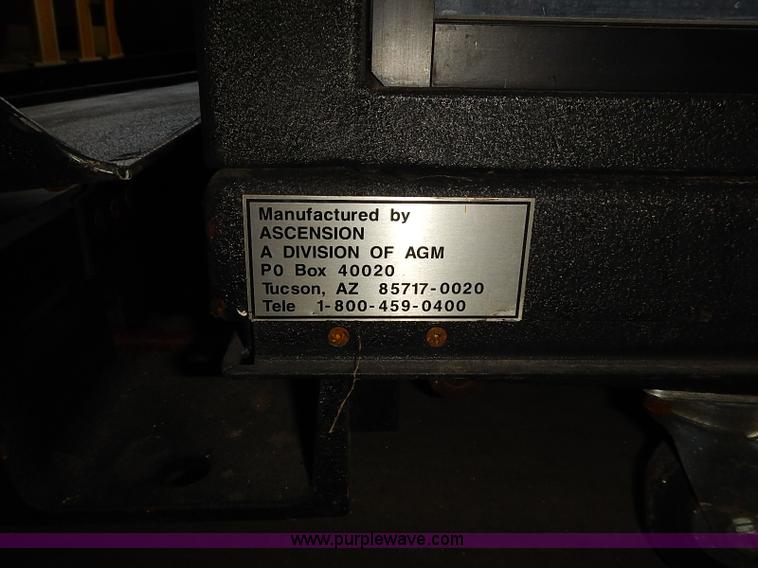 Manufactured by
ASCENSION
A DIVISION OF AGM
PO Box 40020
Tucson, AZ 85717-0020
Tele 1-800-459-0400
www.purplewave.com